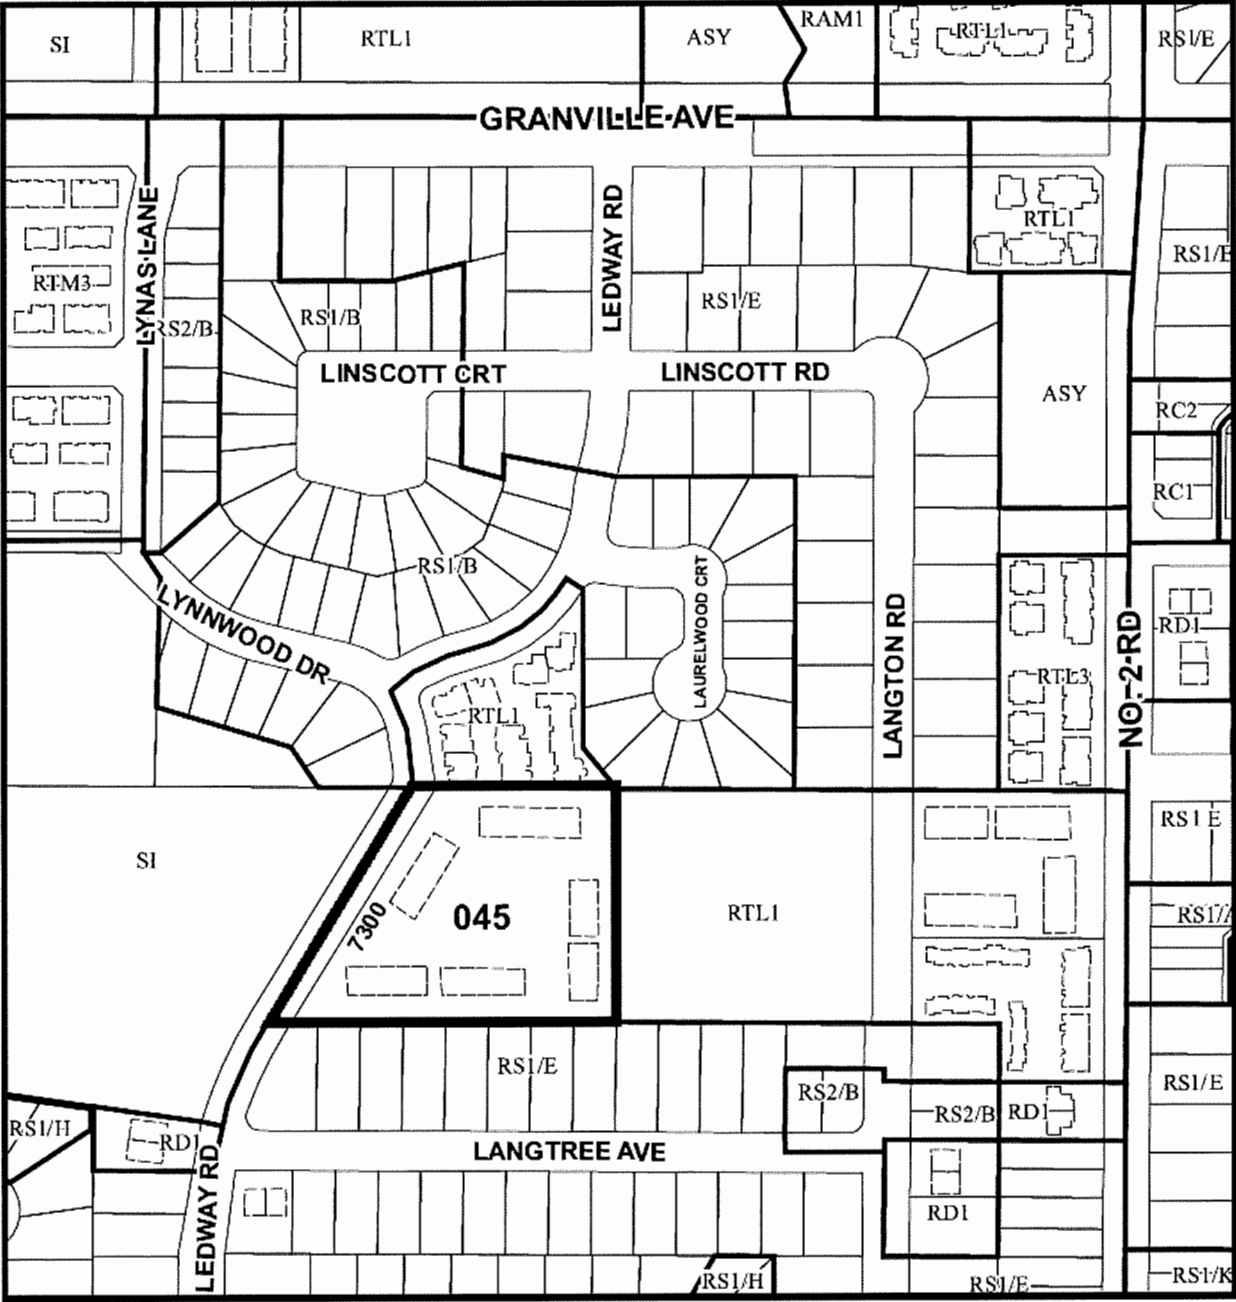 SI
RTL1
ASY
RAM1
RTL1
RS1/E
GRANVILLE AVE
LYNAS LANE
LEDWAY RD
RTL1
RS1/E
RTM3
RS2/B
RS1/B
RS1/E
LINSCOTT CRT
LINSCOTT RD
ASY
RC2
RC1
RS1/B
LYNNWOOD DR
LAURELWOOD CRT
LANGTON RD
NO. 2 RD
RD1
RTL3
RTL1
RS1 E
SI
7300
045
RTL1
RS1/A
RS1/E
RS2/B
RS2/B
RD1
RS1/E
RS1/H
RD1
LANGTREE AVE
LEDWAY RD
RD1
RS1/H
RS1/E
RS1/K